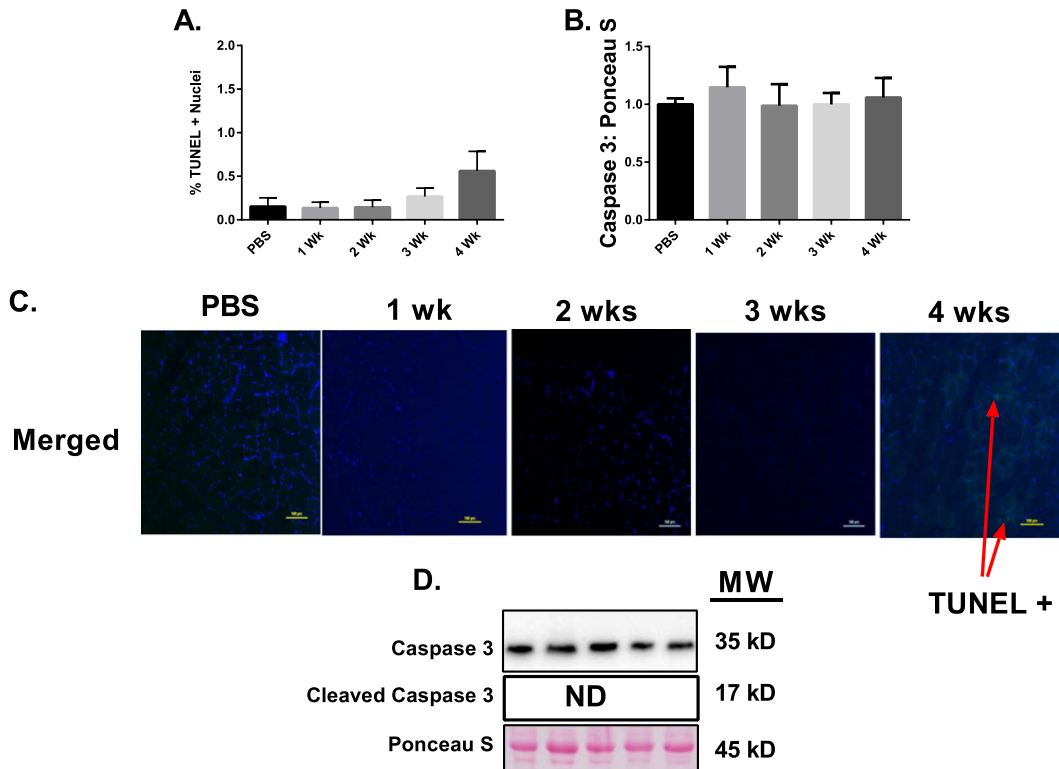 A.
% TUNEL + Nuclei
2.0
1.5
1.0
0.5
0.0
PBS
1 Wk
2 Wk
3 Wk
4 Wk
B.
Caspase 3: Ponceau S
1.5
1.0
0.5
0.0
PBS
1 Wk
2 Wk
3 Wk
4 Wk
C.
PBS
1 wk
2 wks
3 wks
4 wks
Merged
TUNEL +
D.
MW
Caspase 3
35 kD
Cleaved Caspase 3
ND
17 kD
Ponceau S
45 kD